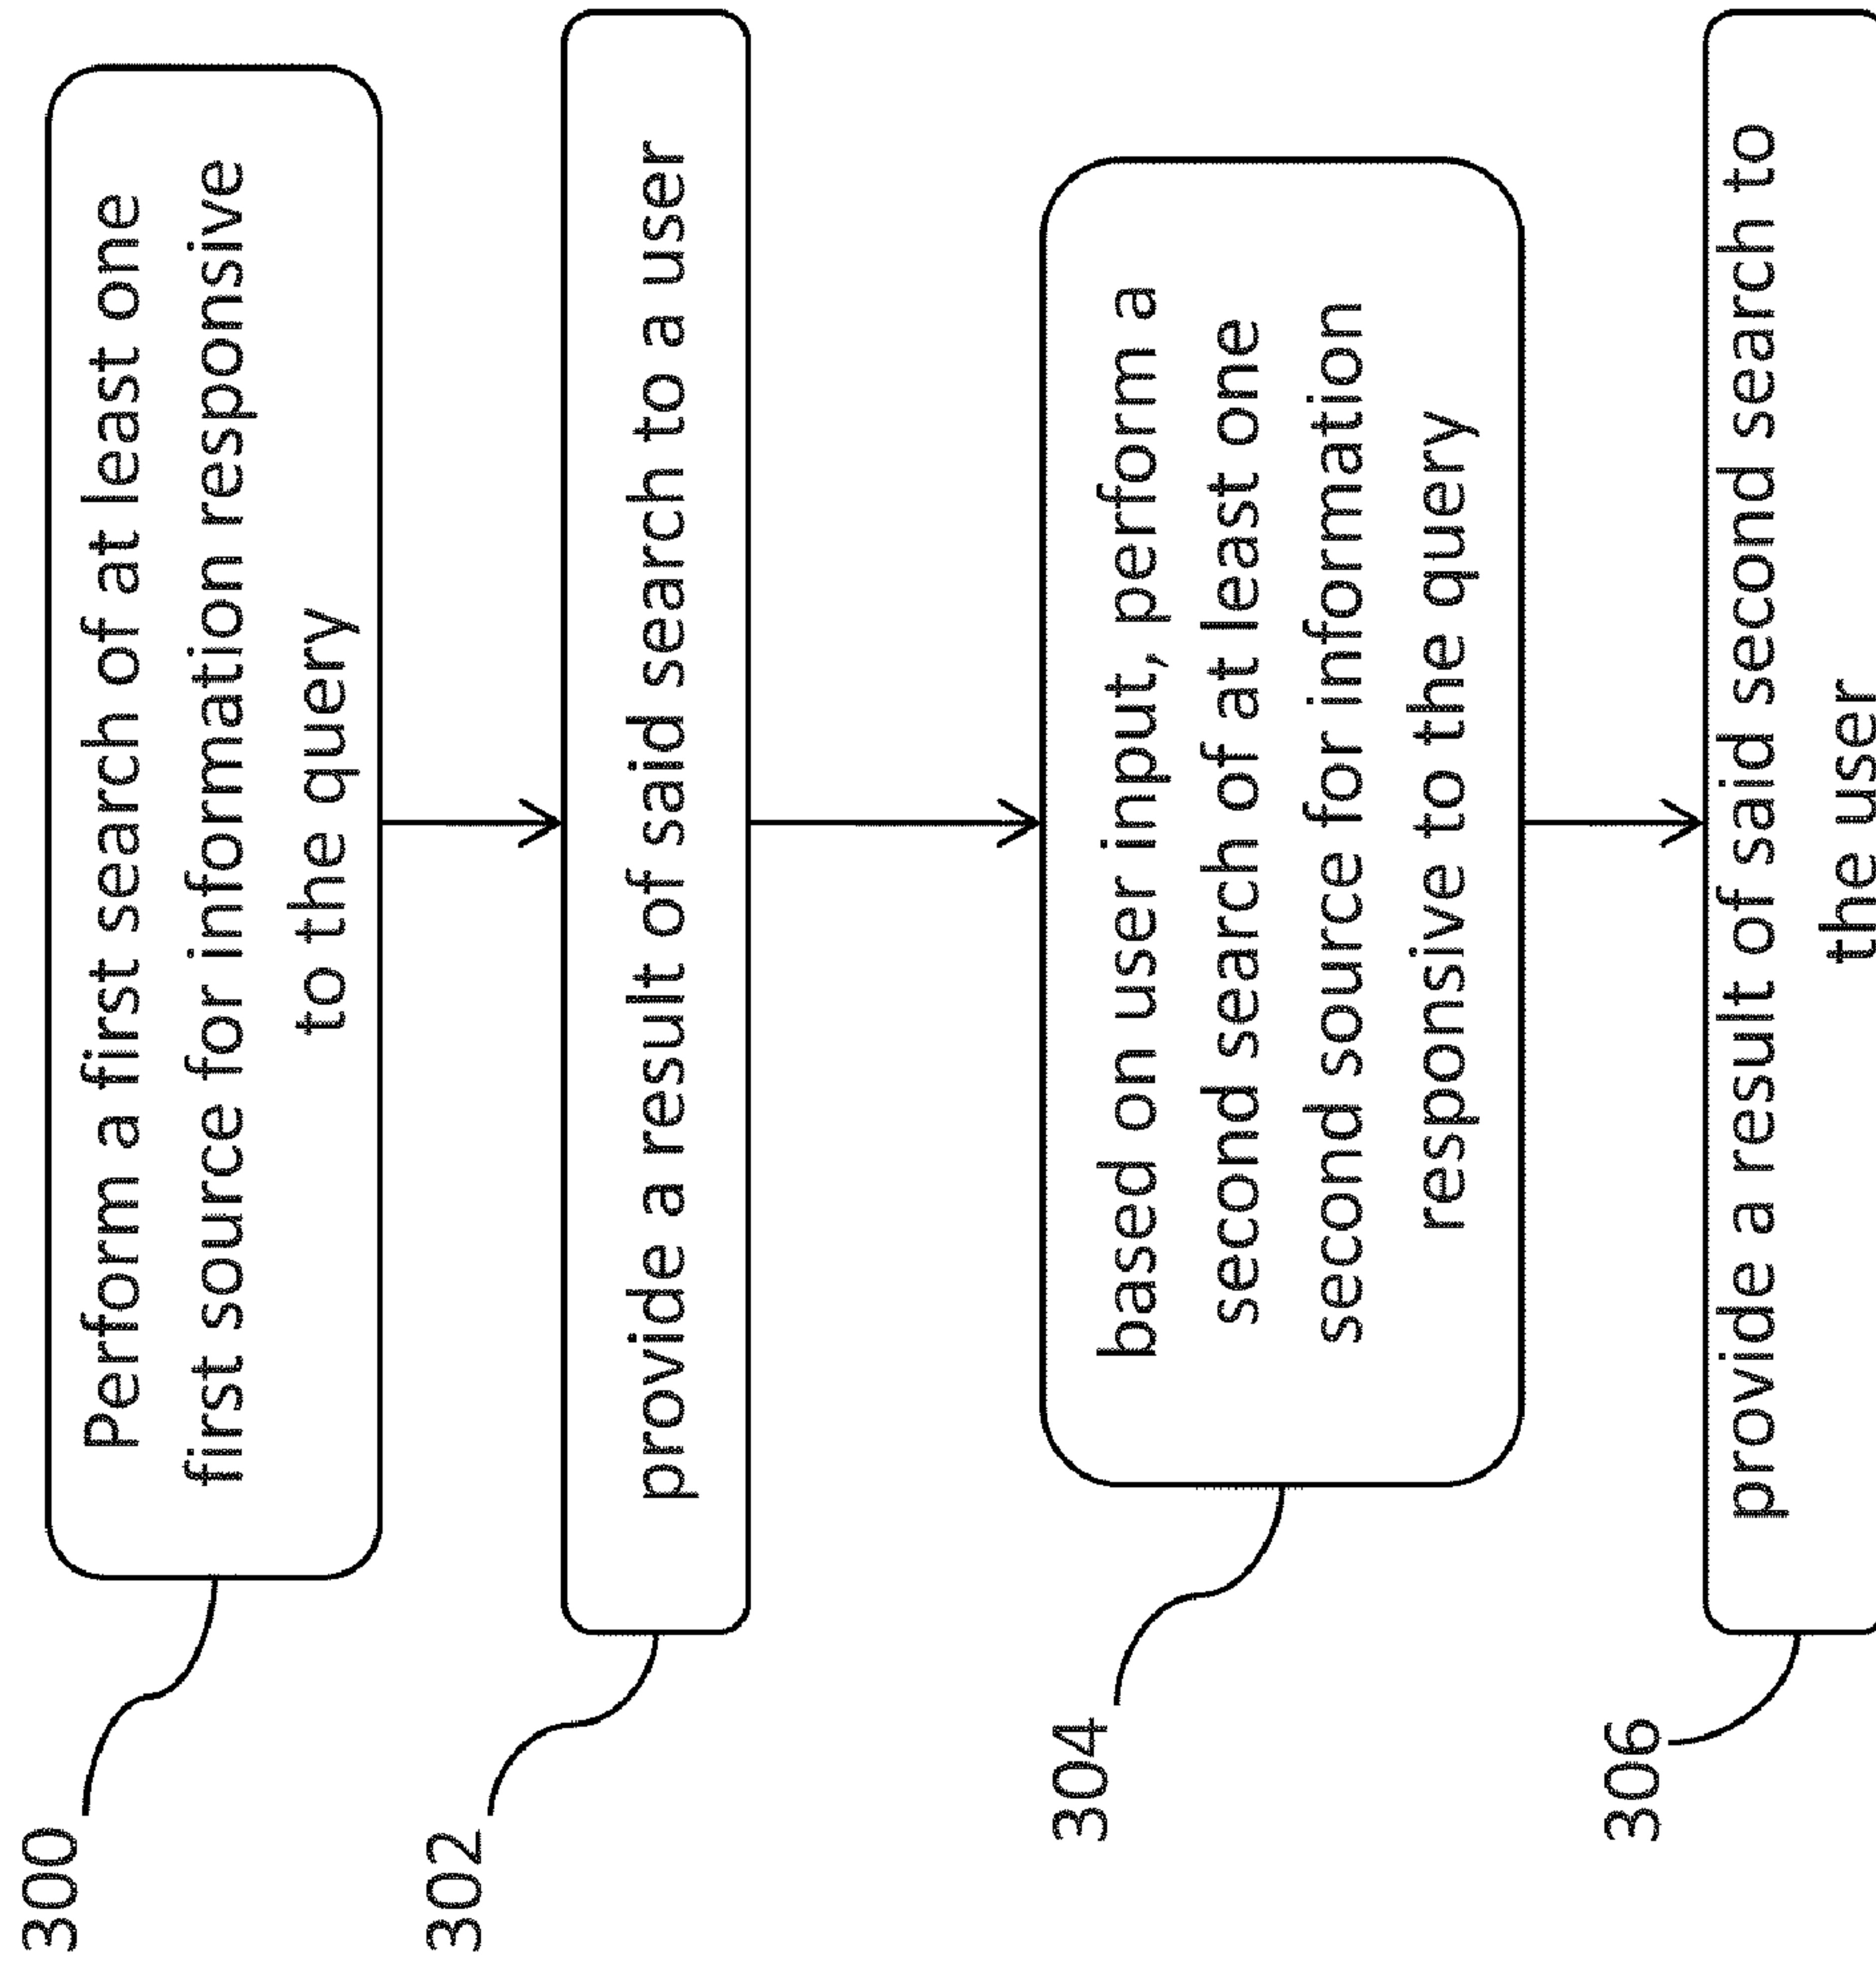 300
Perform a first search of at least one
first source for information responsive
to the query
302
provide a result of said search to a user
304
based on user input, perform a
second search of at least one
second source for information
responsive to the query
306
provide a result of said second search to
the user